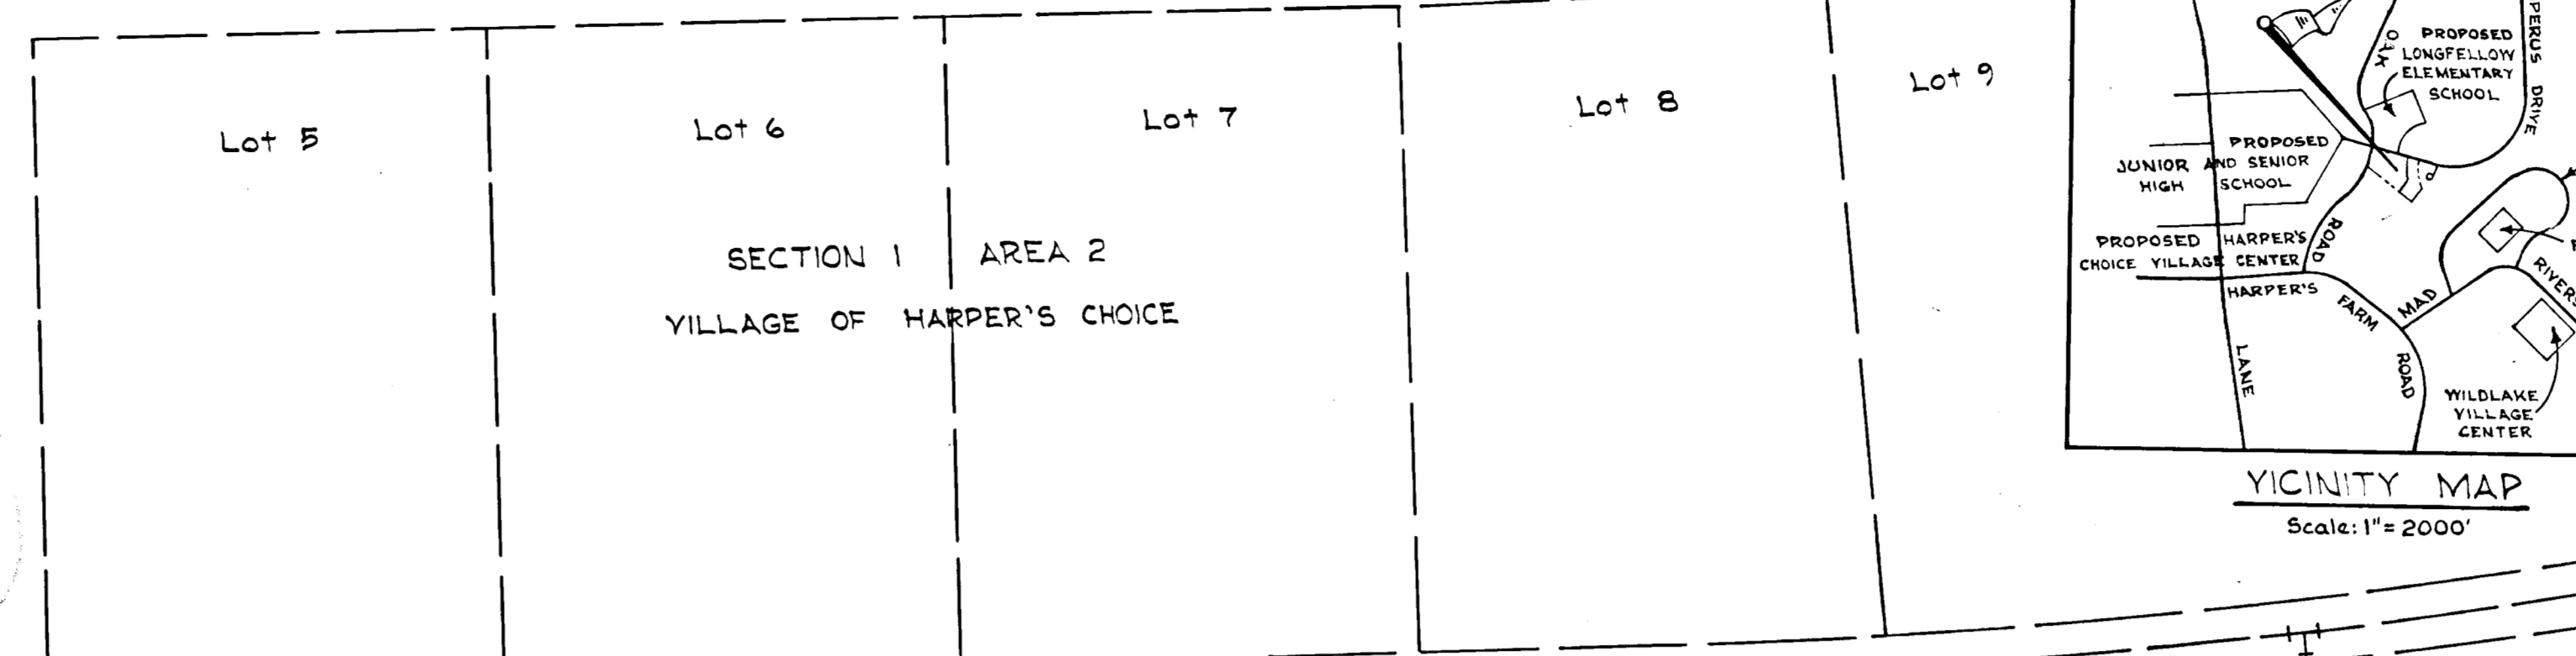 Lot 5
Lot 6
Lot 7
Lot 8
Lot 9
SECTION 1 AREA 2
VILLAGE OF HARPER'S CHOICE
OAK
PROPOSED
LONGFELLOW
ELEMENTARY
SCHOOL
DRIVE
PROPOSED
JUNIOR AND SENIOR
HIGH SCHOOL
PROPOSED HARPER'S
CHOICE VILLAGE CENTER
ROAD
HARPER'S
FARM
ROAD
MAD
LANE
WILDLAKE
VILLAGE
CENTER
VICINITY MAP
Scale: 1" = 2000'